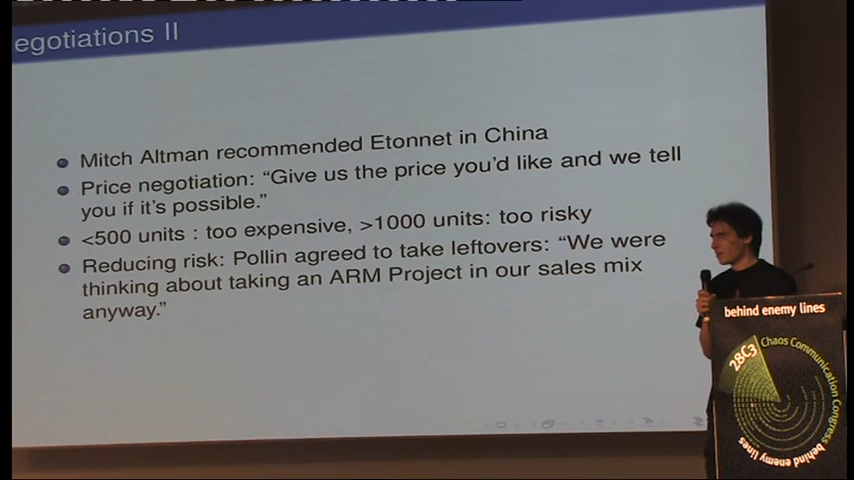 egotiations II
Mitch Altman recommended Etonnet in China
Price negotiation: “Give us the price you’d like and we tell
you if it’s possible.”
<500 units : too expensive, >1000 units: too risky
Reducing risk: Pollin agreed to take leftovers: “We were
thinking about taking an ARM Project in our sales mix
anyway.”
behind enemy lines
28C3
Chaos Communication Congress
behind enemy lines